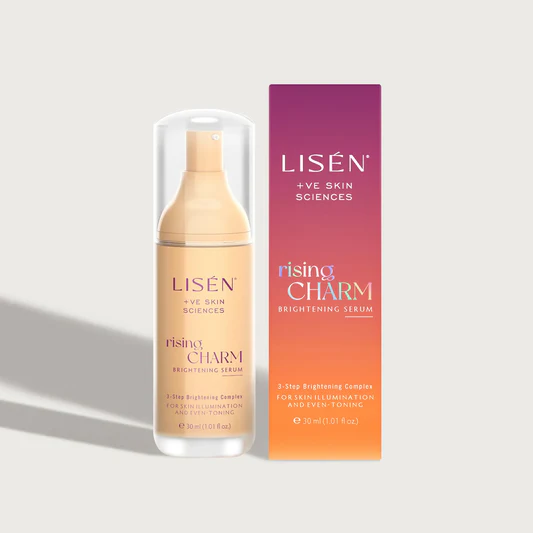 LISÉN®
+VE SKIN
SCIENCES
rising
CHARM
BRIGHTENING SERUM
3-Step Brightening Complex
FOR SKIN ILLUMINATION
AND EVEN-TONING
℮ 30 ml (1.01 fl oz.)
LISÉN®
+VE SKIN
SCIENCES
rising
CHARM
BRIGHTENING SERUM
3-Step Brightening Complex
FOR SKIN ILLUMINATION
AND EVEN-TONING
℮ 30 ml (1.01 fl oz.)